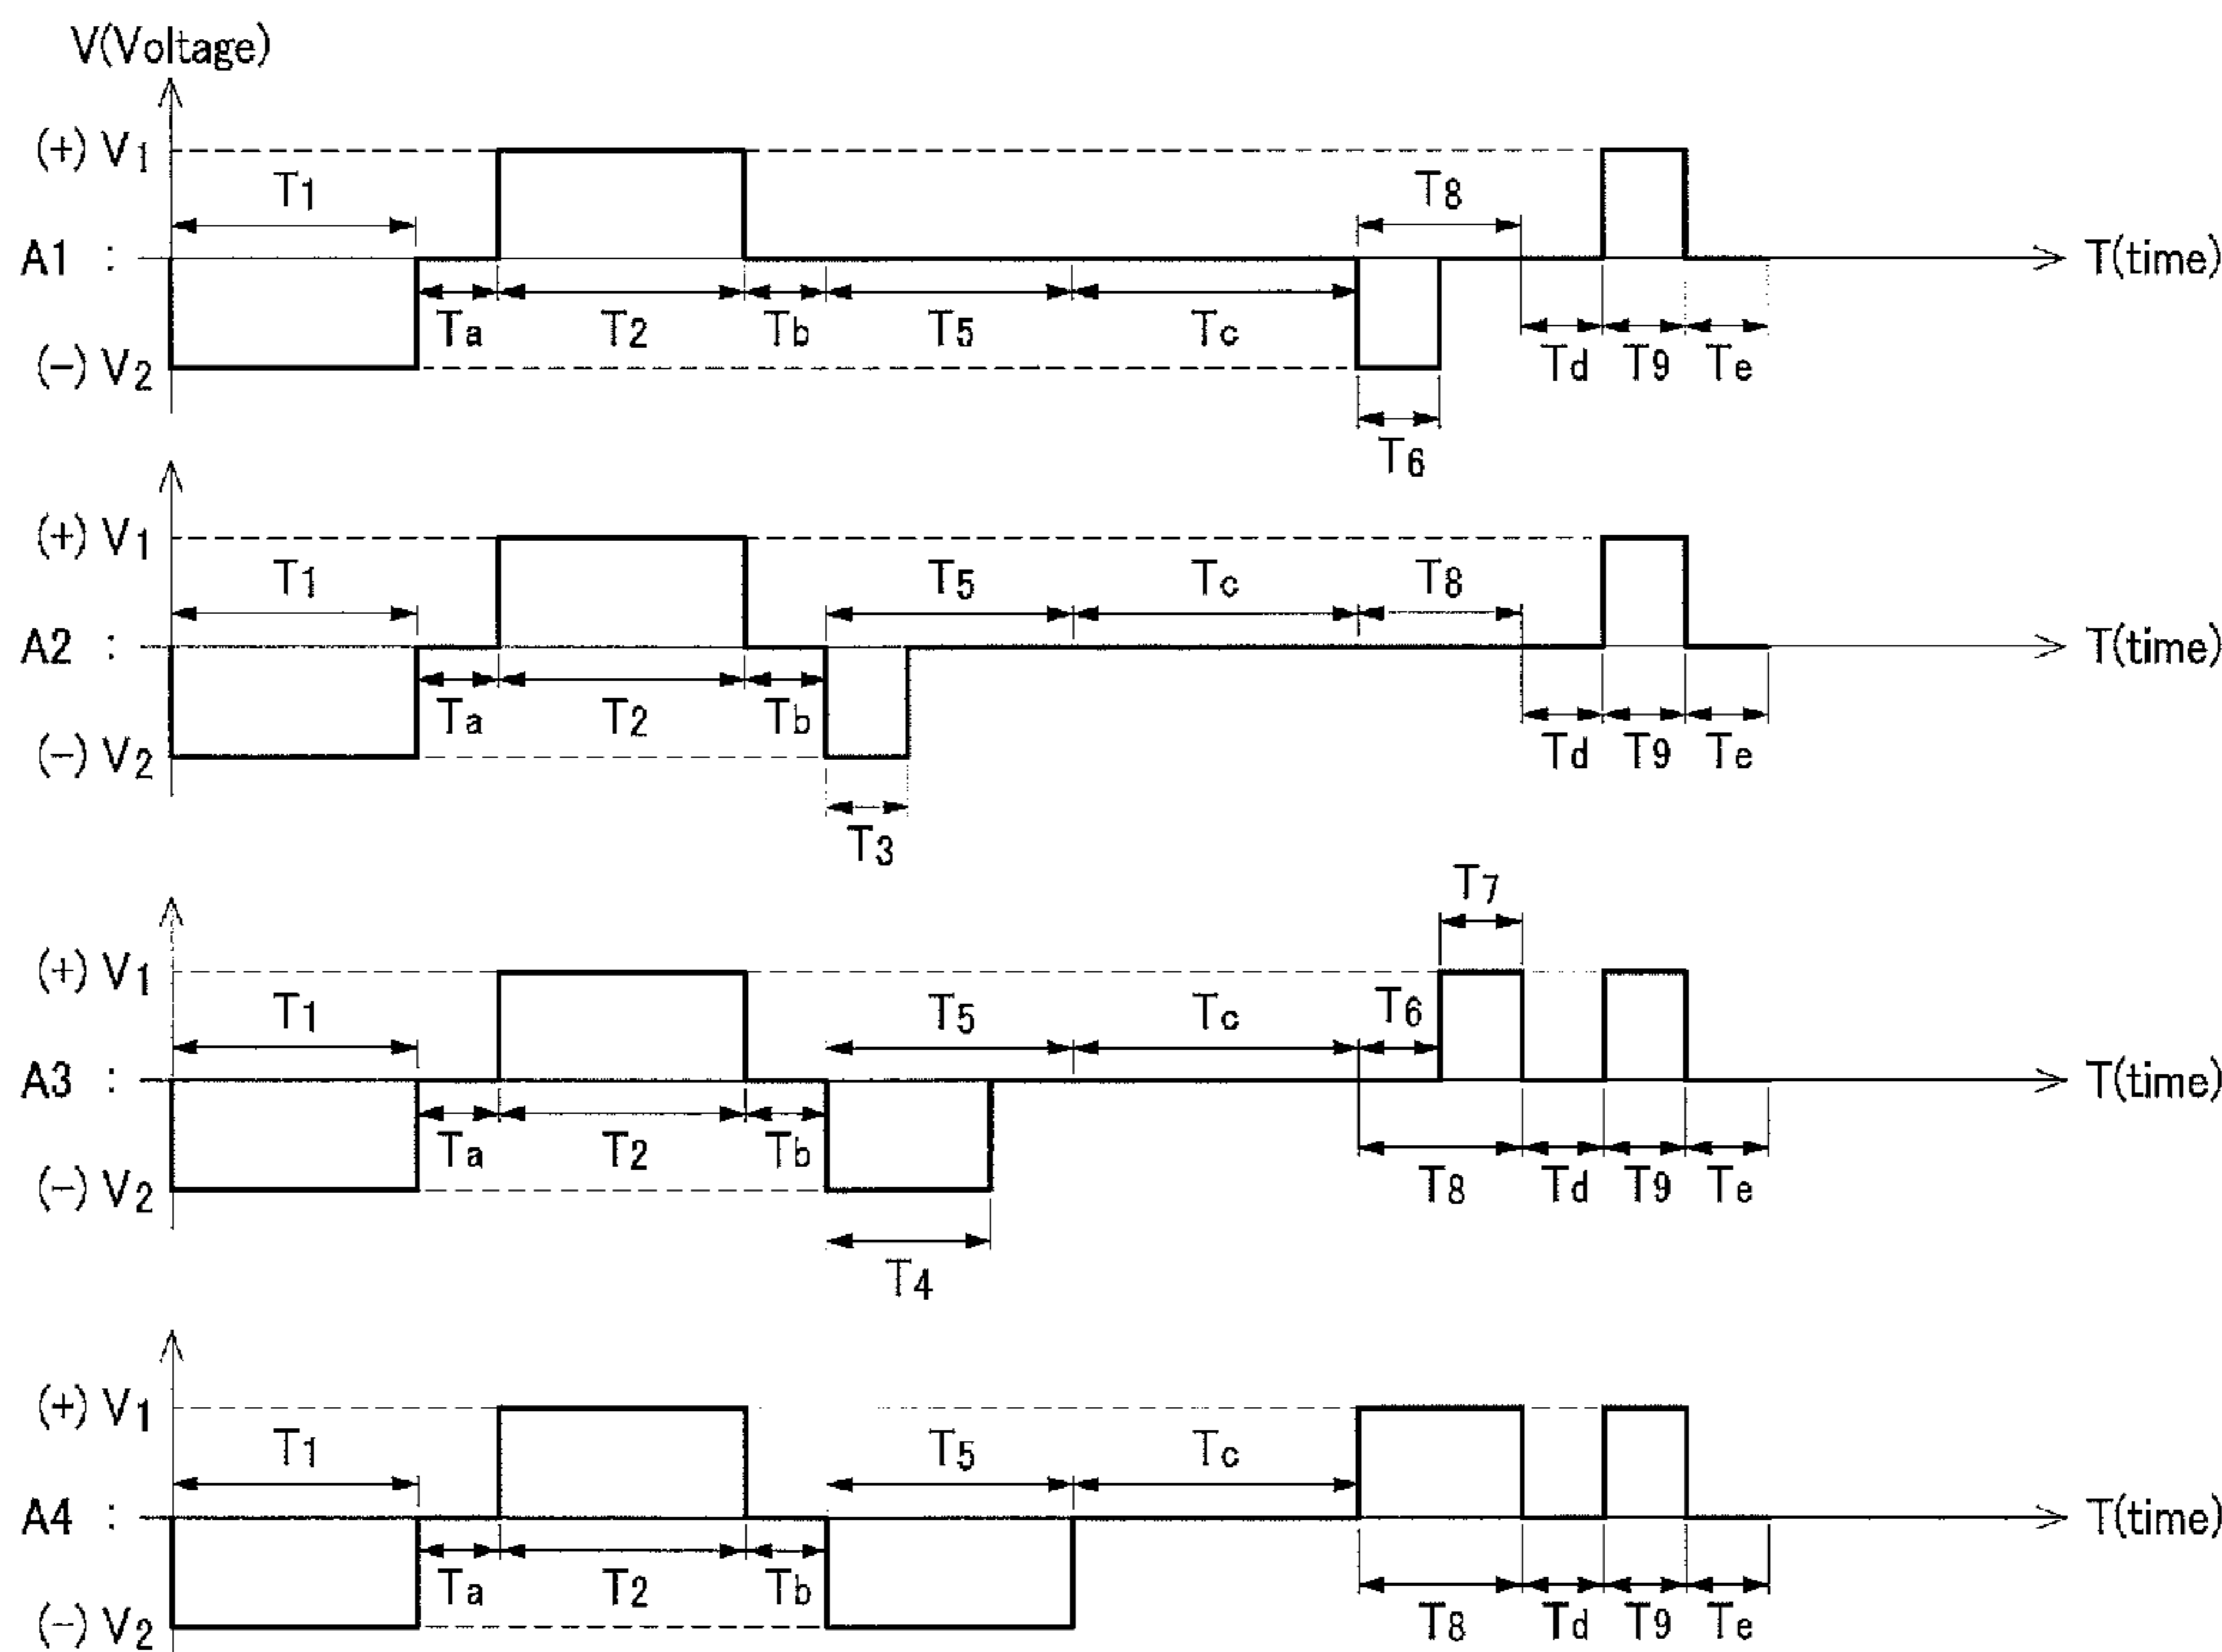 V(Voltage)
(+) V1
T1
T8
A1 :
T(time)
Ta T2 Tb T5 Tc
(-) V2
Td T9 Te
T6
(+) V1
T1 T5 Tc T8
A2 :
T(time)
Ta T2 Tb
(-) V2
Td T9 Te
T3
T7
(+) V1
T1 T5 Tc T6
A3 :
T(time)
Ta T2 Tb
(-) V2
T8 Td T9 Te
T4
(+) V1
T1 T5 Tc
A4 :
T(time)
Ta T2 Tb
(-) V2
T8 Td T9 Te